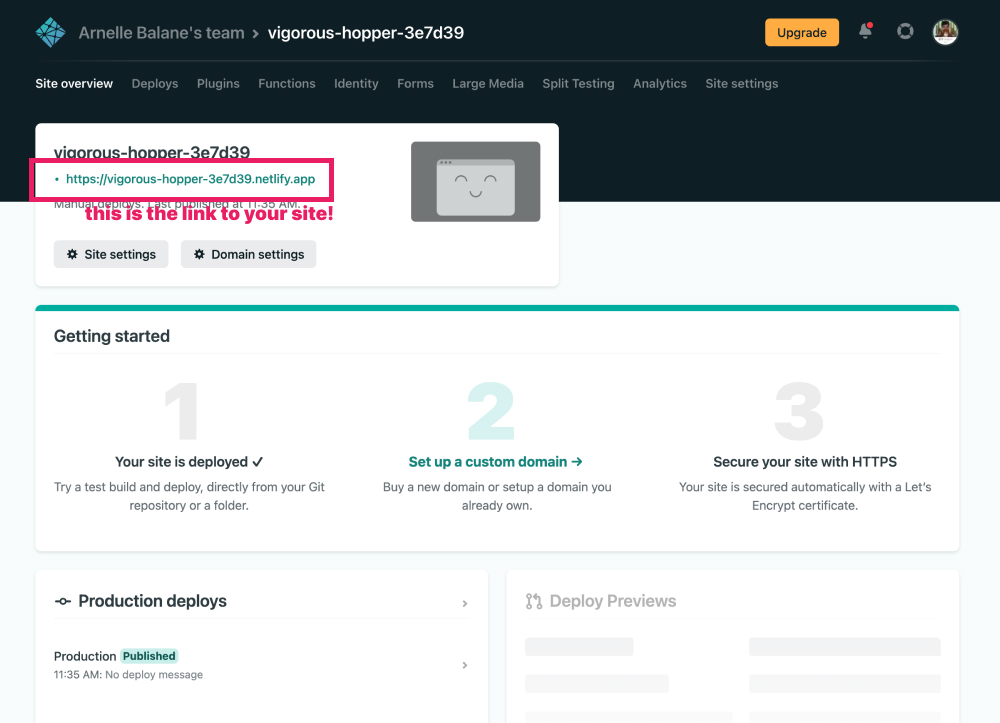 Arnelle Balane's team › vigorous-hopper-3e7d39
Upgrade
Site overview Deploys Plugins Functions Identity Forms Large Media Split Testing Analytics Site settings
vigorous-hopper-3e7d39
• https://vigorous-hopper-3e7d39.netlify.app
Manual deploys. Last published at 11:35 AM.
this is the link to your site!
Site settings
Domain settings
Getting started
1
Your site is deployed ✓
Try a test build and deploy, directly from your Git
repository or a folder.
2
Set up a custom domain →
Buy a new domain or setup a domain you
already own.
3
Secure your site with HTTPS
Your site is secured automatically with a Let's
Encrypt certificate.
Production deploys ›
Production Published ›
11:35 AM: No deploy message
Deploy Previews